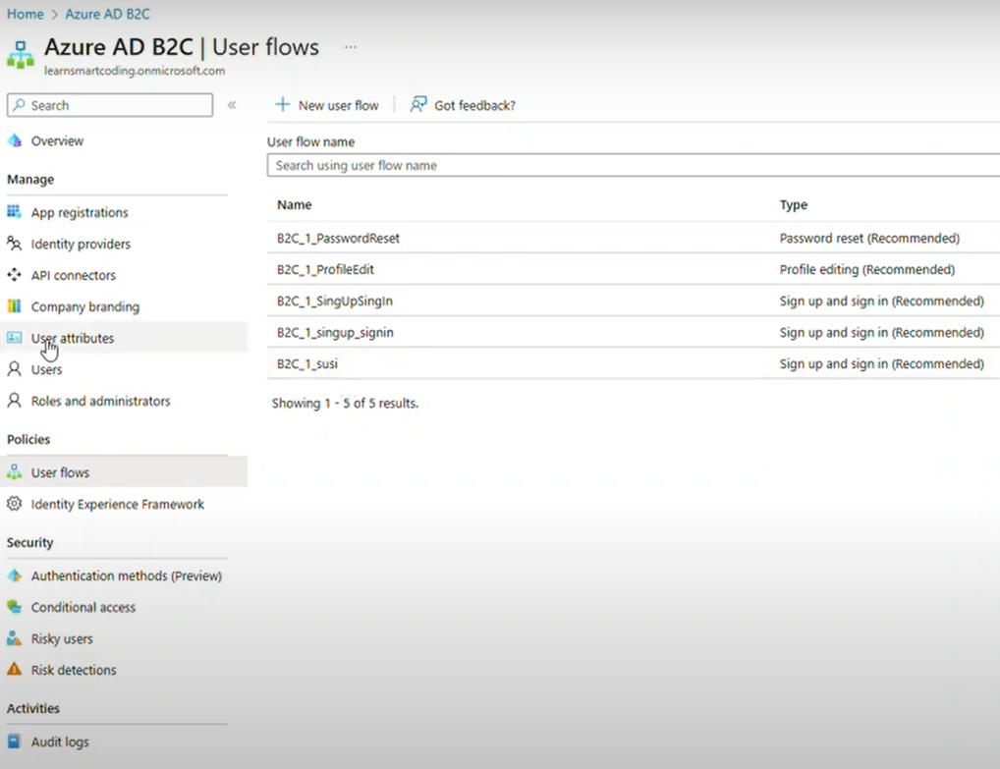 Home > Azure AD B2C
Azure AD B2C | User flows ...
learnsmartcoding.onmicrosoft.com
Search «
Overview
Manage
App registrations
Identity providers
API connectors
Company branding
User attributes
Users
Roles and administrators
Policies
User flows
Identity Experience Framework
Security
Authentication methods (Preview)
Conditional access
Risky users
Risk detections
Activities
Audit logs
+ New user flow
Got feedback?
User flow name
Search using user flow name
Name Type
B2C_1_PasswordReset Password reset (Recommended)
B2C_1_ProfileEdit Profile editing (Recommended)
B2C_1_SingUpSingIn Sign up and sign in (Recommended)
B2C_1_singup_signin Sign up and sign in (Recommended)
B2C_1_susi Sign up and sign in (Recommended)
Showing 1 - 5 of 5 results.